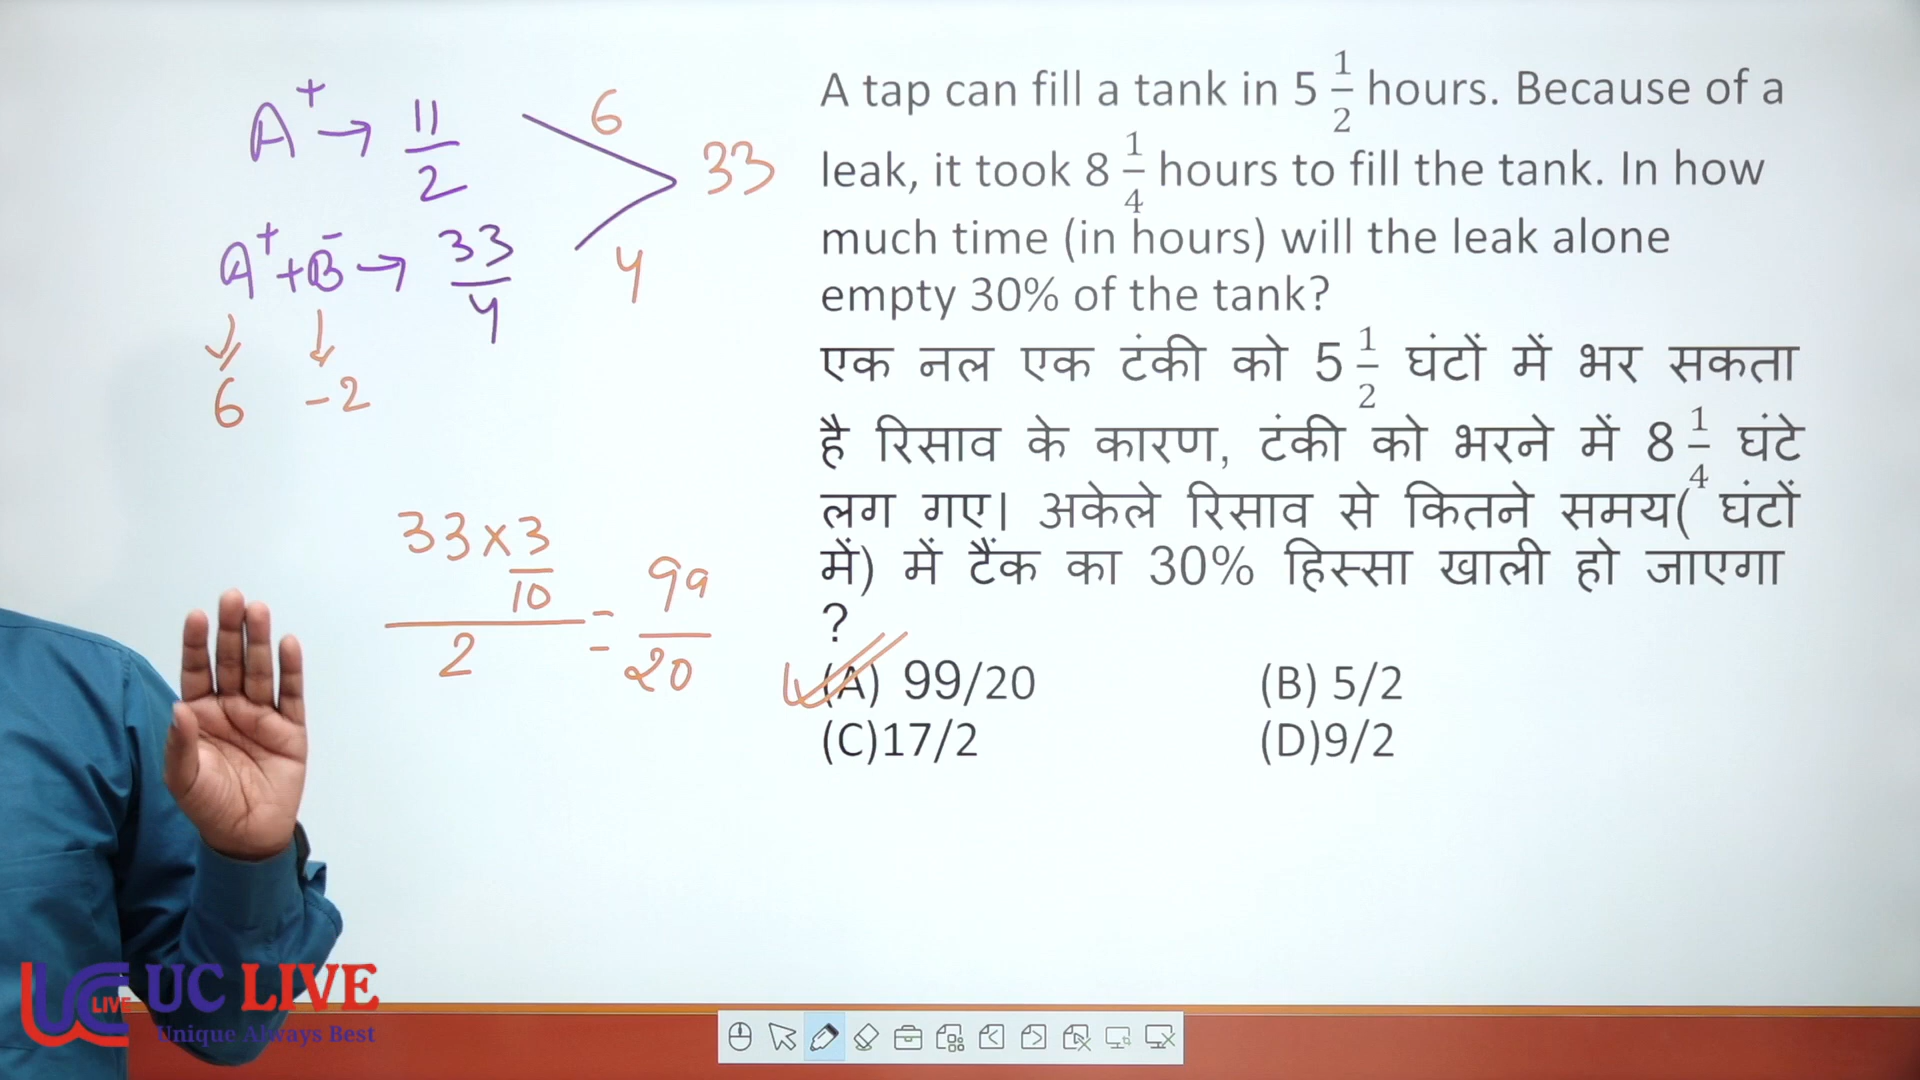 A⁺ → 11/2
6
33
A⁺ + B⁻ → 33/4
4
6 -2
33 × 3/10 / 2 = 99/20
A tap can fill a tank in 5 1/2 hours. Because of a
leak, it took 8 1/4 hours to fill the tank. In how
much time (in hours) will the leak alone
empty 30% of the tank?
एक नल एक टंकी को 5 1/2 घंटों में भर सकता
है रिसाव के कारण, टंकी को भरने में 8 1/4 घंटे
लग गए। अकेले रिसाव से कितने समय( घंटों
में) में टैंक का 30% हिस्सा खाली हो जाएगा
?
(A) 99/20 (B) 5/2
(C)17/2 (D)9/2
UC LIVE UC LIVE
Unique Always Best